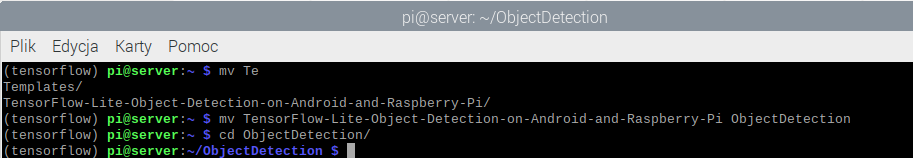 pi@server: ~/ObjectDetection
Plik Edycja Karty Pomoc
(tensorflow) pi@server:~ $ mv Te
Templates/
TensorFlow-Lite-Object-Detection-on-Android-and-Raspberry-Pi/
(tensorflow) pi@server:~ $ mv TensorFlow-Lite-Object-Detection-on-Android-and-Raspberry-Pi ObjectDetection
(tensorflow) pi@server:~ $ cd ObjectDetection/
(tensorflow) pi@server:~/ObjectDetection $